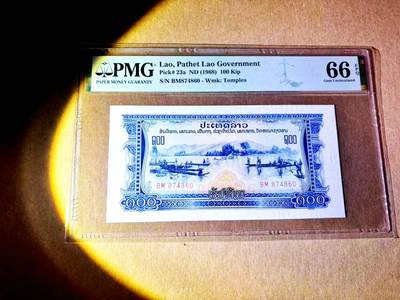 PMG
PAPER MONEY GUARANTY
Lao, Pathet Lao Government
Pick# 23a ND (1968) 100 Kip
S/N BM874860 - Wmk: Temples
66 EPQ
Gem Uncirculated
ປະເທດລາວ
໑໐໐
໑໐໐
BM 874860
BM 874860
໑໐໐
໑໐໐